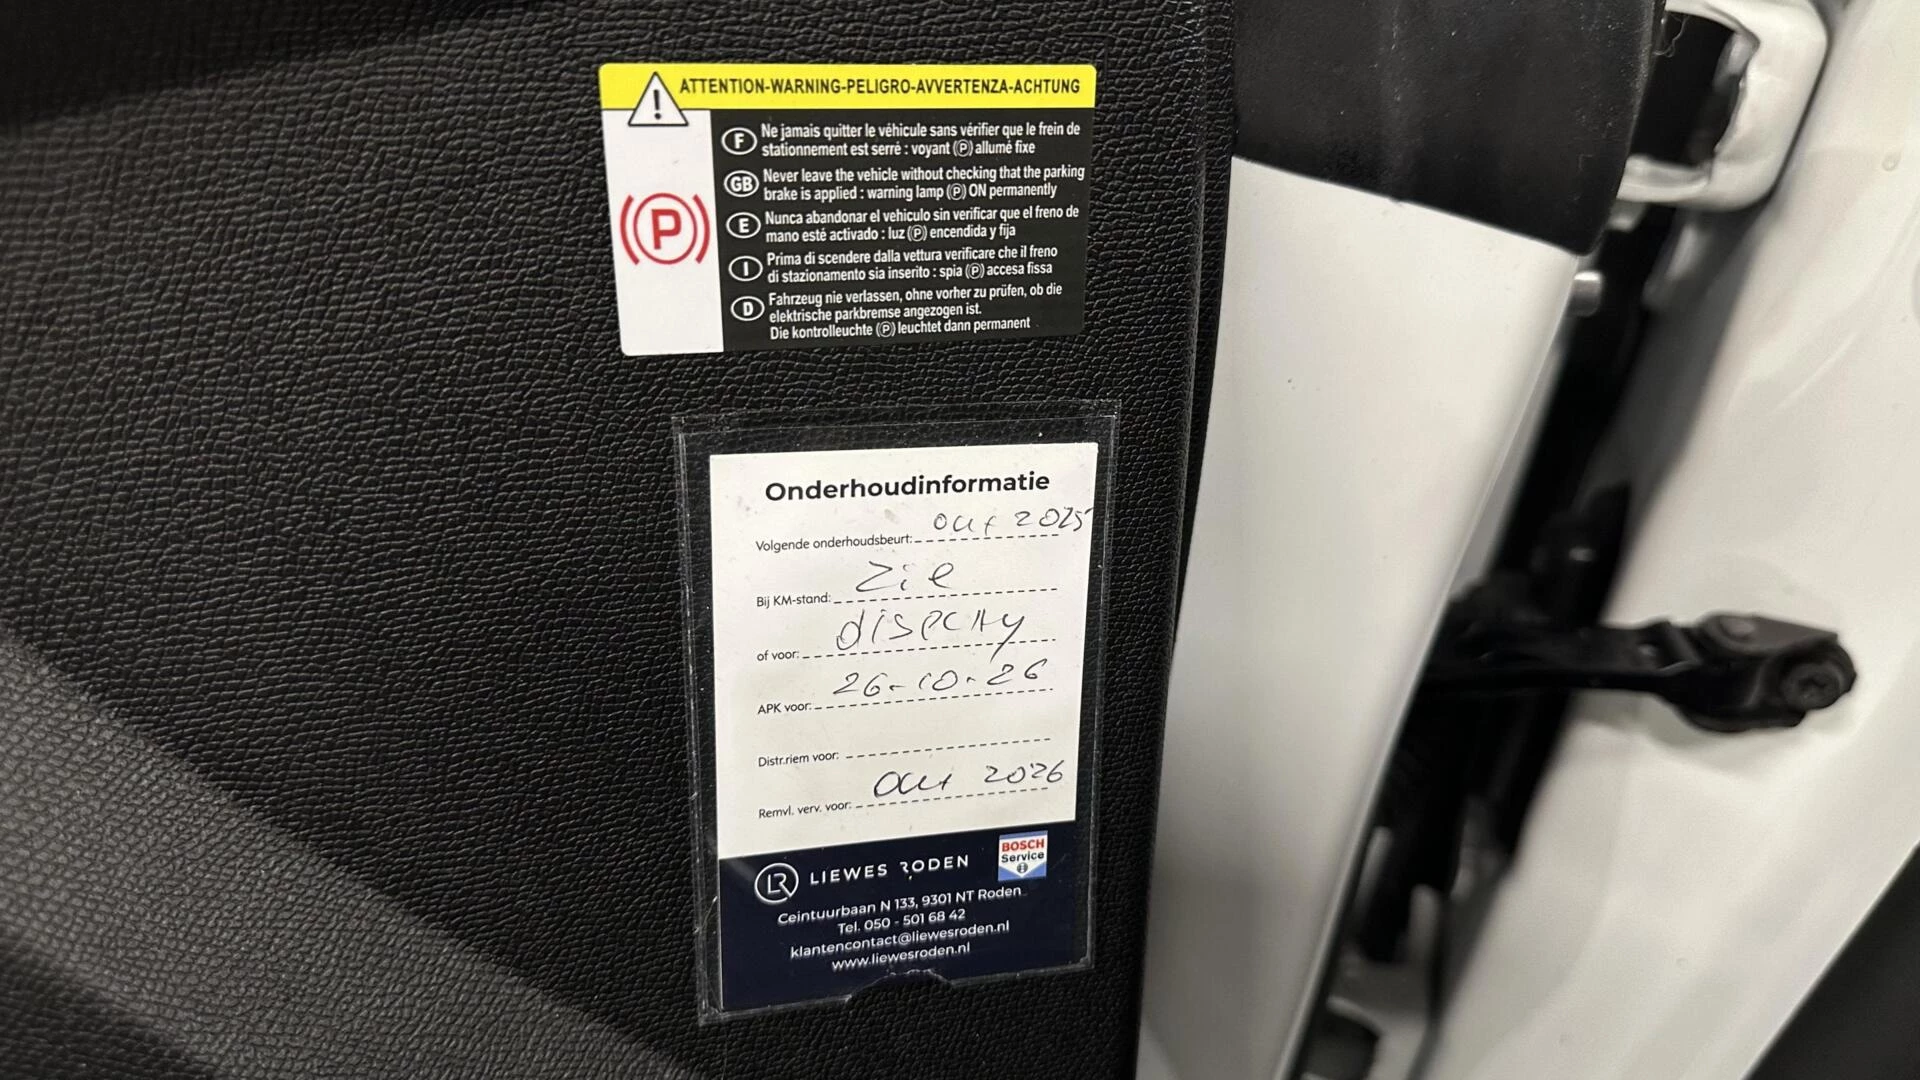 ATTENTION-WARNING-PELIGRO-AVVERTENZA-ACHTUNG
!
(P)
F Ne jamais quitter le véhicule sans vérifier que le frein de
stationnement est serré : voyant (P) allumé fixe
GB Never leave the vehicle without checking that the parking
brake is applied : warning lamp (P) ON permanently
E Nunca abandonar el vehiculo sin verificar que el freno de
mano esté activado : luz (P) encendida y fija
I Prima di scendere dalla vettura verificare che il freno
di stazionamento sia inserito : spia (P) accesa fissa
D Fahrzeug nie verlassen, ohne vorher zu prüfen, ob die
elektrische parkbremse angezogen ist.
Die kontrolleuchte (P) leuchtet dann permanent
Onderhoudinformatie
Volgende onderhoudsbeurt: okt 2025
Bij KM-stand: Zie
of voor: display
APK voor: 26-10-26
Distr.riem voor:
Remvl. verv. voor: Okt 2026
LR LIEWES RODEN
BOSCH
Service
Ceintuurbaan N 133, 9301 NT Roden
Tel. 050 - 501 68 42
klantencontact@liewesroden.nl
www.liewesroden.nl